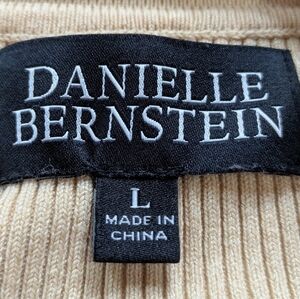 DANIELLE
BERNSTEIN
L
MADE IN
CHINA